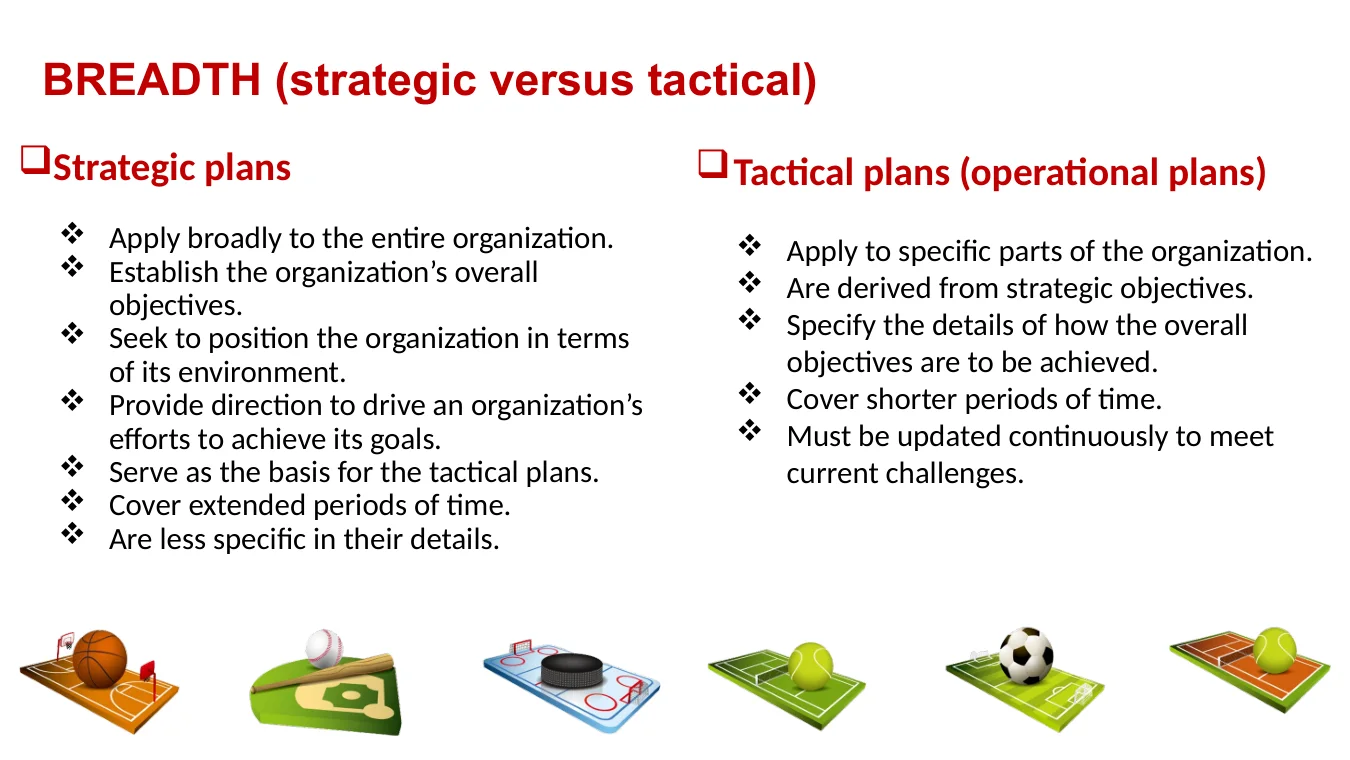 BREADTH (strategic versus tactical)
❑Strategic plans
❖ Apply broadly to the entire organization.
❖ Establish the organization’s overall
objectives.
❖ Seek to position the organization in terms
of its environment.
❖ Provide direction to drive an organization’s
efforts to achieve its goals.
❖ Serve as the basis for the tactical plans.
❖ Cover extended periods of time.
❖ Are less specific in their details.
❑Tactical plans (operational plans)
❖ Apply to specific parts of the organization.
❖ Are derived from strategic objectives.
❖ Specify the details of how the overall
objectives are to be achieved.
❖ Cover shorter periods of time.
❖ Must be updated continuously to meet
current challenges.